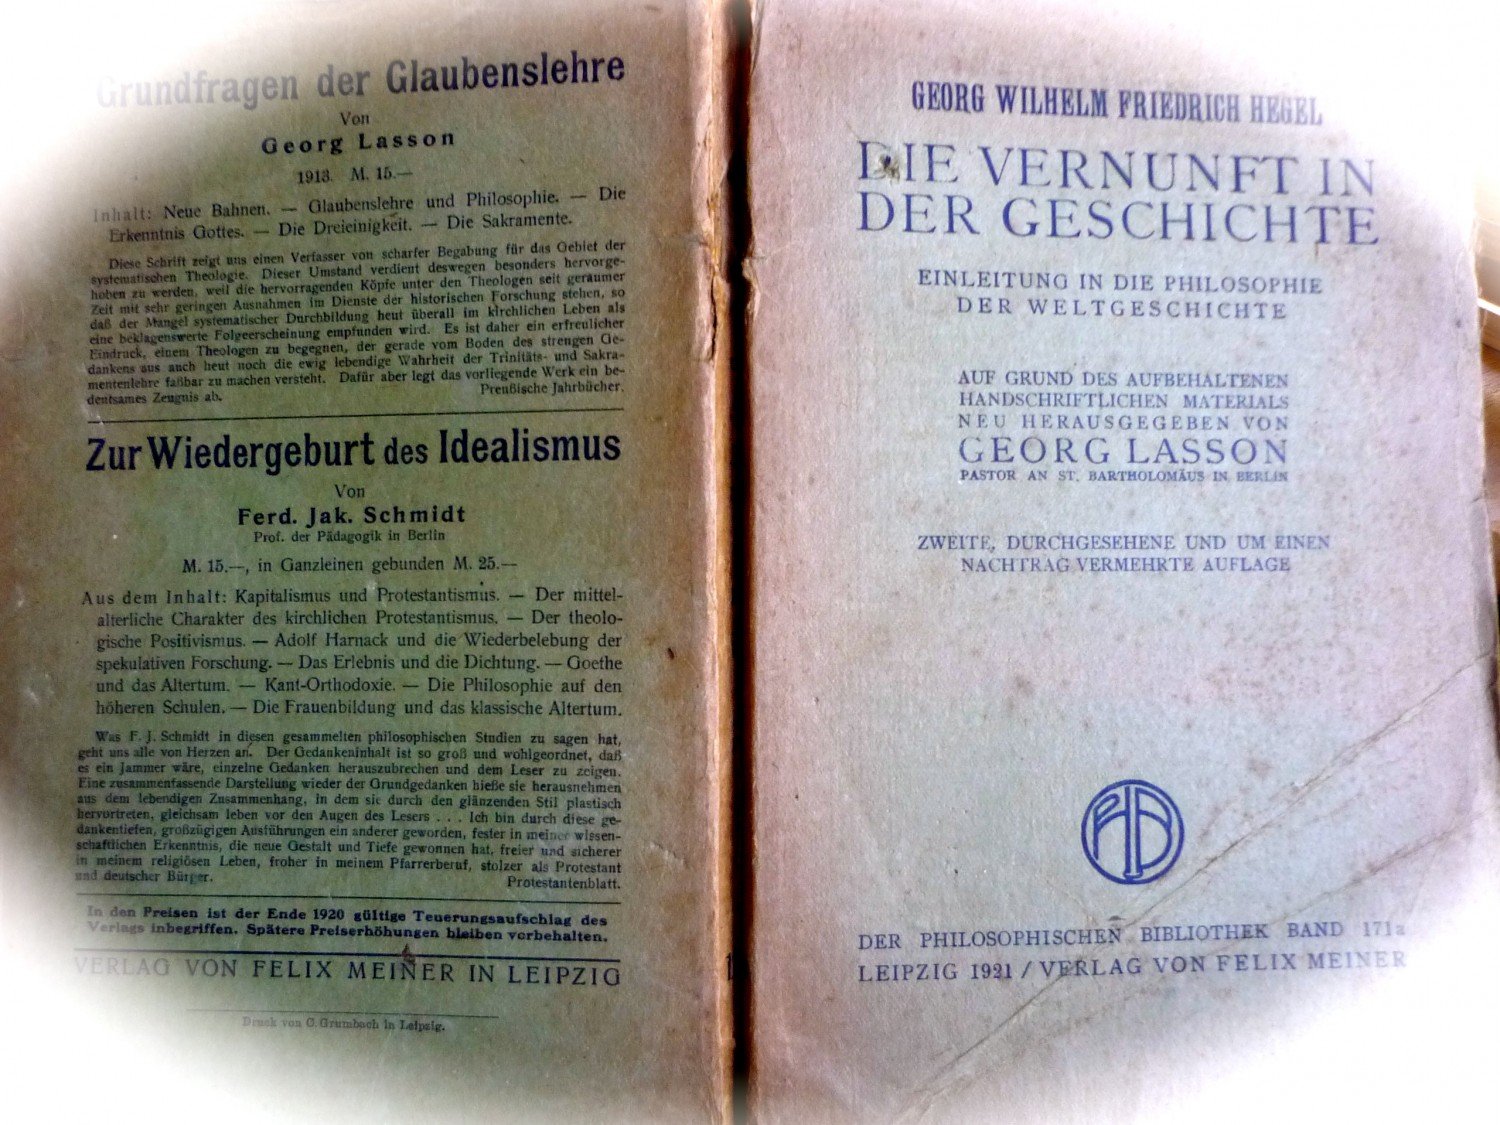 Grundfragen der Glaubenslehre
Von
Georg Lasson
1913. M. 15.—
Inhalt: Neue Bahnen. — Glaubenslehre und Philosophie. — Die
Erkenntnis Gottes. — Die Dreieinigkeit. — Die Sakramente.
Diese Schrift zeigt uns einen Verfasser von scharfer Begabung für das Gebiet der
systematischen Theologie. Dieser Umstand verdient deswegen besonders hervorge-
hoben zu werden, weil die hervorragenden Köpfe unter den Theologen seit geraumer
Zeit mit sehr geringen Ausnahmen im Dienste der historischen Forschung stehen, so
daß der Mangel systematischer Durchbildung heut überall im kirchlichen Leben als
eine beklagenswerte Folgeerscheinung empfunden wird. Es ist daher ein erfreulicher
Eindruck, einem Theologen zu begegnen, der gerade vom Boden des strengen Ge-
dankens aus auch heut noch die ewig lebendige Wahrheit der Trinitäts- und Sakra-
mentenlehre faßbar zu machen versteht. Dafür aber legt das vorliegende Werk ein be-
deutsames Zeugnis ab. Preußische Jahrbücher.
Zur Wiedergeburt des Idealismus
Von
Ferd. Jak. Schmidt
Prof. der Pädagogik in Berlin
M. 15.—, in Ganzleinen gebunden M. 25.—
Aus dem Inhalt: Kapitalismus und Protestantismus. — Der mittel-
alterliche Charakter des kirchlichen Protestantismus. — Der theolo-
gische Positivismus. — Adolf Harnack und die Wiederbelebung der
spekulativen Forschung. — Das Erlebnis und die Dichtung. — Goethe
und das Altertum. — Kant-Orthodoxie. — Die Philosophie auf den
höheren Schulen. — Die Frauenbildung und das klassische Altertum.
Was F. J. Schmidt in diesen gesammelten philosophischen Studien zu sagen hat,
geht uns alle von Herzen an. Der Gedankeninhalt ist so groß und wohlgeordnet, daß
es ein Jammer wäre, einzelne Gedanken herauszubrechen und dem Leser zu zeigen.
Eine zusammenfassende Darstellung wieder der Grundgedanken hieße sie herausnehmen
aus dem lebendigen Zusammenhang, in dem sie durch den glänzenden Stil plastisch
hervortreten, gleichsam leben vor den Augen des Lesers . . . Ich bin durch diese ge-
dankentiefen, großzügigen Ausführungen ein anderer geworden, fester in meiner wissen-
schaftlichen Erkenntnis, die neue Gestalt und Tiefe gewonnen hat, freier und sicherer
in meinem religiösen Leben, froher in meinem Pfarrerberuf, stolzer als Protestant
und deutscher Bürger. Protestantenblatt.
In den Preisen ist der Ende 1920 gültige Teuerungsaufschlag des
Verlags inbegriffen. Spätere Preiserhöhungen bleiben vorbehalten.
VERLAG VON FELIX MEINER IN LEIPZIG
Druck von C. Grumbach in Leipzig.
GEORG WILHELM FRIEDRICH HEGEL
DIE VERNUNFT IN
DER GESCHICHTE
EINLEITUNG IN DIE PHILOSOPHIE
DER WELTGESCHICHTE
AUF GRUND DES AUFBEHALTENEN
HANDSCHRIFTLICHEN MATERIALS
NEU HERAUSGEGEBEN VON
GEORG LASSON
PASTOR AN ST. BARTHOLOMÄUS IN BERLIN
ZWEITE, DURCHGESEHENE UND UM EINEN
NACHTRAG VERMEHRTE AUFLAGE
DER PHILOSOPHISCHEN BIBLIOTHEK BAND 171a
LEIPZIG 1921 / VERLAG VON FELIX MEINER